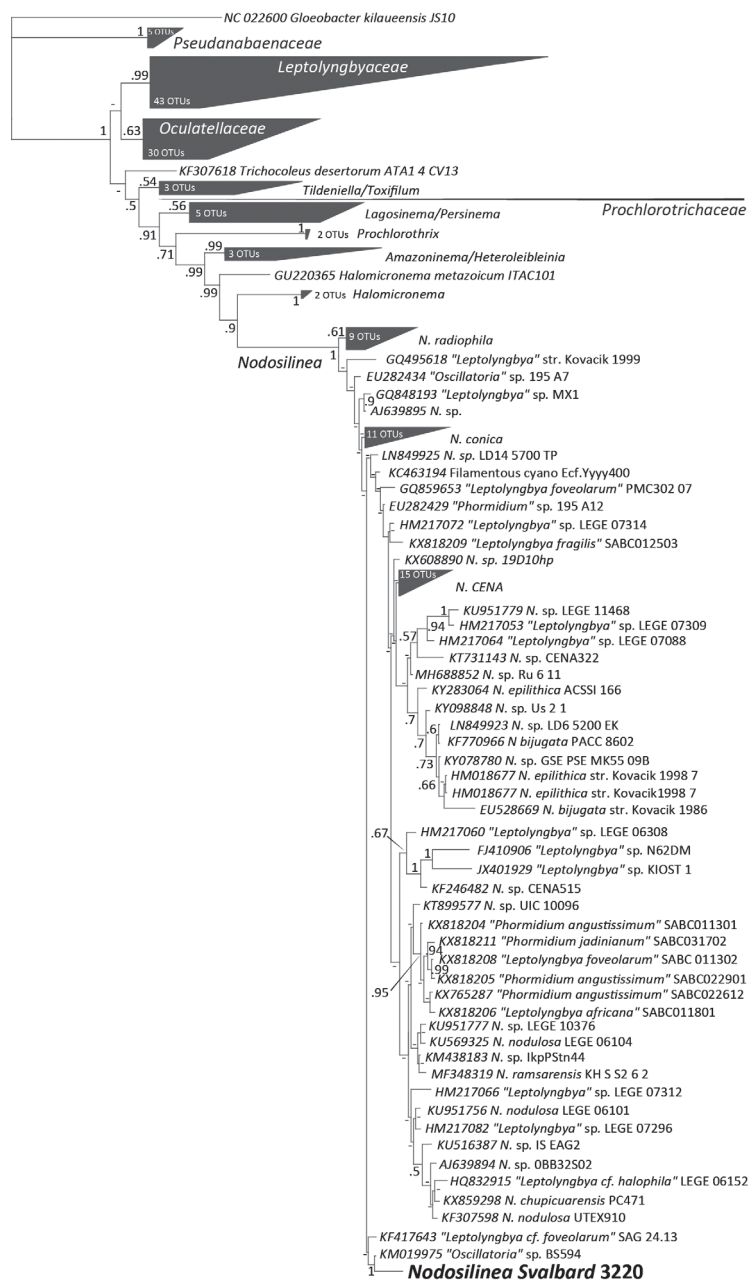 NC 022600 Gloeobacter kilaueensis JS10
1
5 OTUs
Pseudanabaenaceae
.99
Leptolyngbyaceae
43 OTUs
-
1
.63
Oculatellaceae
30 OTUs
KF307618 Trichocoleus desertorum ATA1 4 CV13
-
.54
3 OTUs
Tildeniella/Toxifilum
.5
Prochlorotrichaceae
.56
5 OTUs
Lagosinema/Persinema
.91
1
2 OTUs
Prochlorothrix
.71
.99
3 OTUs
Amazoninema/Heteroleibleinia
.99
GU220365 Halomicronema metazoicum ITAC101
.99
1
2 OTUs
Halomicronema
.9
.61
9 OTUs
N. radiophila
Nodosilinea
1
GQ495618 "Leptolyngbya" str. Kovacik 1999
EU282434 "Oscillatoria" sp. 195 A7
GQ848193 "Leptolyngbya" sp. MX1
.9
AJ639895 N. sp.
11 OTUs
N. conica
LN849925 N. sp. LD14 5700 TP
KC463194 Filamentous cyano Ecf.Yyyy400
GQ859653 "Leptolyngbya foveolarum" PMC302 07
EU282429 "Phormidium" sp. 195 A12
HM217072 "Leptolyngbya" sp. LEGE 07314
KX818209 "Leptolyngbya fragilis" SABC012503
KX608890 N. sp. 19D10hp
15 OTUs
N. CENA
1
KU951779 N. sp. LEGE 11468
.94
HM217053 "Leptolyngbya" sp. LEGE 07309
.57
HM217064 "Leptolyngbya" sp. LEGE 07088
KT731143 N. sp. CENA322
MH688852 N. sp. Ru 6 11
KY283064 N. epilithica ACSSI 166
.7
KY098848 N. sp. Us 2 1
.6
LN849923 N. sp. LD6 5200 EK
.7
KF770966 N bijugata PACC 8602
.73
KY078780 N. sp. GSE PSE MK55 09B
HM018677 N. epilithica str. Kovacik 1998 7
.66
HM018677 N. epilithica str. Kovacik1998 7
EU528669 N. bijugata str. Kovacik 1986
.67
HM217060 "Leptolyngbya" sp. LEGE 06308
1
FJ410906 "Leptolyngbya" sp. N62DM
1
JX401929 "Leptolyngbya" sp. KIOST 1
KF246482 N. sp. CENA515
KT899577 N. sp. UIC 10096
KX818204 "Phormidium angustissimum" SABC011301
KX818211 "Phormidium jadinianum" SABC031702
.94
KX818208 "Leptolyngbya foveolarum" SABC 011302
.99
KX818205 "Phormidium angustissimum" SABC022901
.95
KX765287 "Phormidium angustissimum" SABC022612
KX818206 "Leptolyngbya africana" SABC011801
KU951777 N. sp. LEGE 10376
KU569325 N. nodulosa LEGE 06104
KM438183 N. sp. IkpPStn44
MF348319 N. ramsarensis KH S S2 6 2
HM217066 "Leptolyngbya" sp. LEGE 07312
KU951756 N. nodulosa LEGE 06101
HM217082 "Leptolyngbya" sp. LEGE 07296
KU516387 N. sp. IS EAG2
.5
AJ639894 N. sp. 0BB32S02
HQ832915 "Leptolyngbya cf. halophila" LEGE 06152
KX859298 N. chupicuarensis PC471
KF307598 N. nodulosa UTEX910
KF417643 "Leptolyngbya cf. foveolarum" SAG 24.13
KM019975 "Oscillatoria" sp. BS594
1
Nodosilinea Svalbard 3220